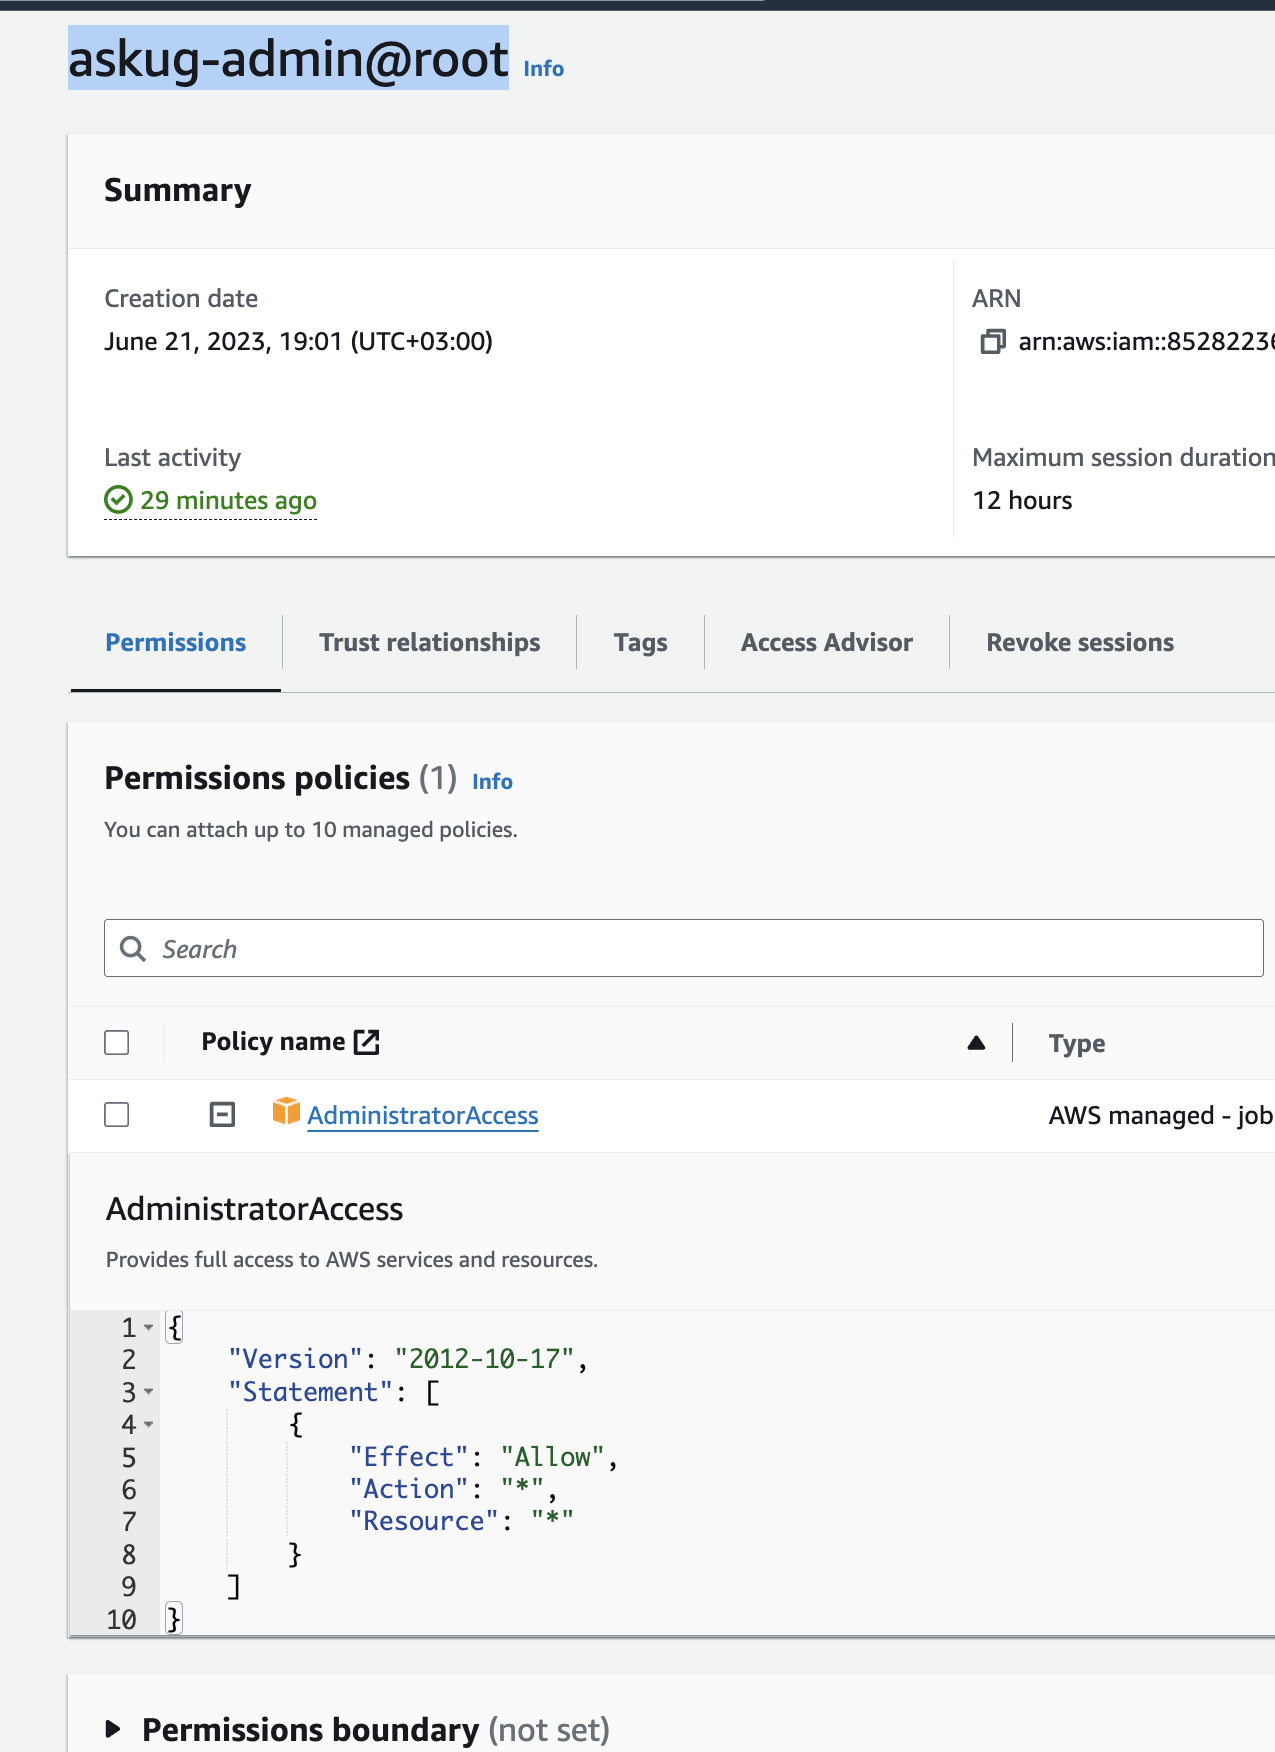 askug-admin@root Info
Summary
Creation date
June 21, 2023, 19:01 (UTC+03:00)
ARN
arn:aws:iam::85282236
Last activity
29 minutes ago
Maximum session duration
12 hours
Permissions Trust relationships Tags Access Advisor Revoke sessions
Permissions policies (1) Info
You can attach up to 10 managed policies.
Search
Policy name Type
AdministratorAccess AWS managed - job
AdministratorAccess
Provides full access to AWS services and resources.
1 {
2 "Version": "2012-10-17",
3 "Statement": [
4 {
5 "Effect": "Allow",
6 "Action": "*",
7 "Resource": "*"
8 }
9 ]
10 }
Permissions boundary (not set)